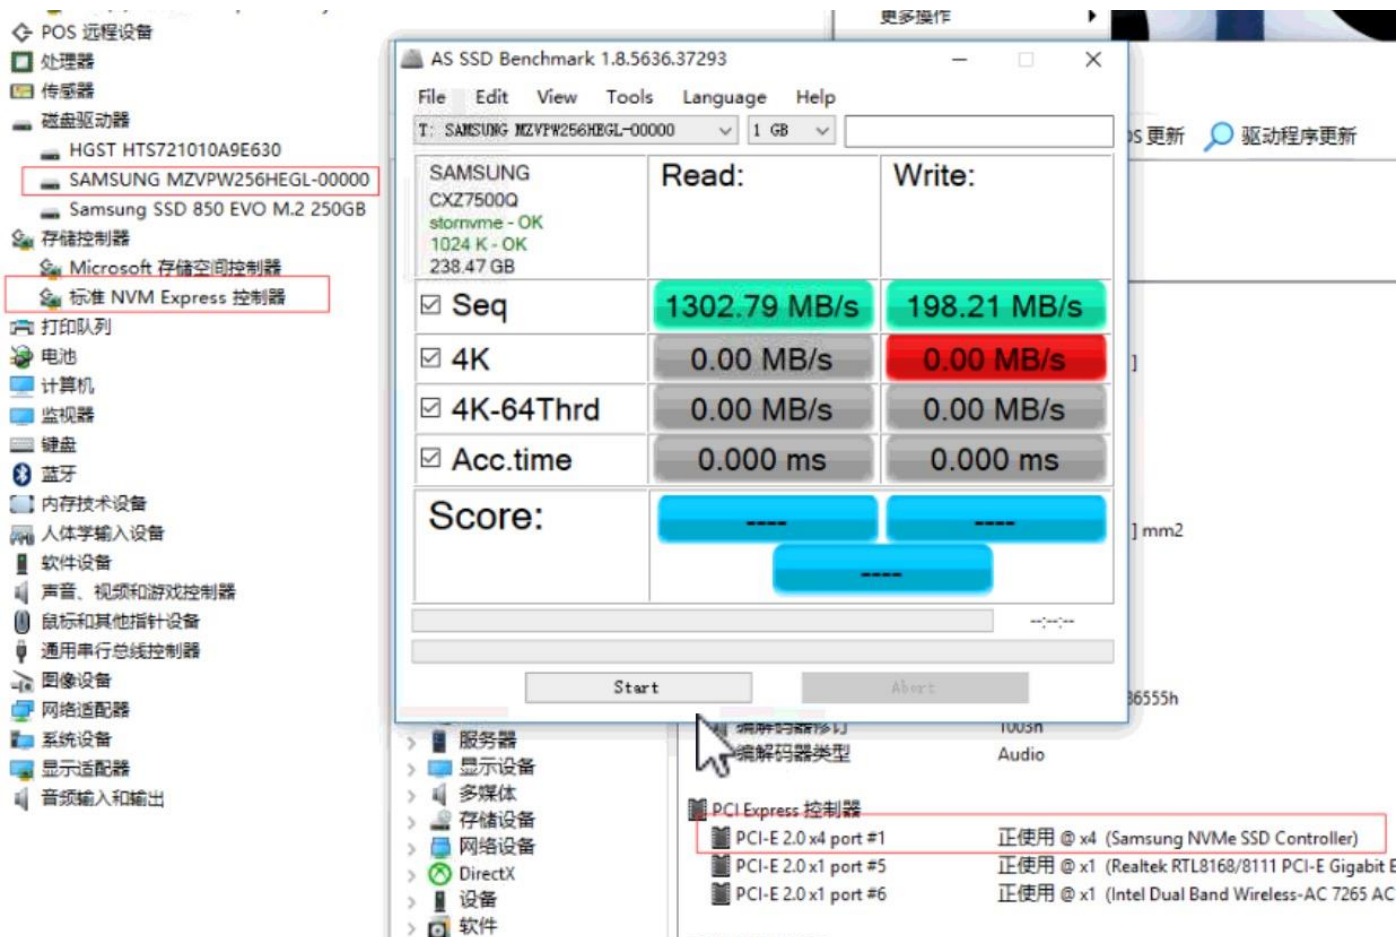 POS 远程设备
处理器
传感器
磁盘驱动器
HGST HTS721010A9E630
SAMSUNG MZVPW256HEGL-00000
Samsung SSD 850 EVO M.2 250GB
存储控制器
Microsoft 存储空间控制器
标准 NVM Express 控制器
打印队列
电池
计算机
监视器
键盘
蓝牙
内存技术设备
人体学输入设备
软件设备
声音、视频和游戏控制器
鼠标和其他指针设备
通用串行总线控制器
图像设备
网络适配器
系统设备
显示适配器
音频输入和输出
更多操作
AS SSD Benchmark 1.8.5636.37293
File Edit View Tools Language Help
T: SAMSUNG MZVPW256HEGL-00000 1 GB
SAMSUNG
CXZ7500Q
stornvme - OK
1024 K - OK
238.47 GB
Read: Write:
Seq 1302.79 MB/s 198.21 MB/s
4K 0.00 MB/s 0.00 MB/s
4K-64Thrd 0.00 MB/s 0.00 MB/s
Acc.time 0.000 ms 0.000 ms
Score: ---- ----
----
--:--:--
Start Abort
OS 更新 驱动程序更新
]
] mm2
36555h
服务器
显示设备
多媒体
存储设备
网络设备
DirectX
设备
软件
编解码器修订 1003h
编解码器类型 Audio
PCI Express 控制器
PCI-E 2.0 x4 port #1 正使用 @ x4 (Samsung NVMe SSD Controller)
PCI-E 2.0 x1 port #5 正使用 @ x1 (Realtek RTL8168/8111 PCI-E Gigabit E
PCI-E 2.0 x1 port #6 正使用 @ x1 (Intel Dual Band Wireless-AC 7265 AC